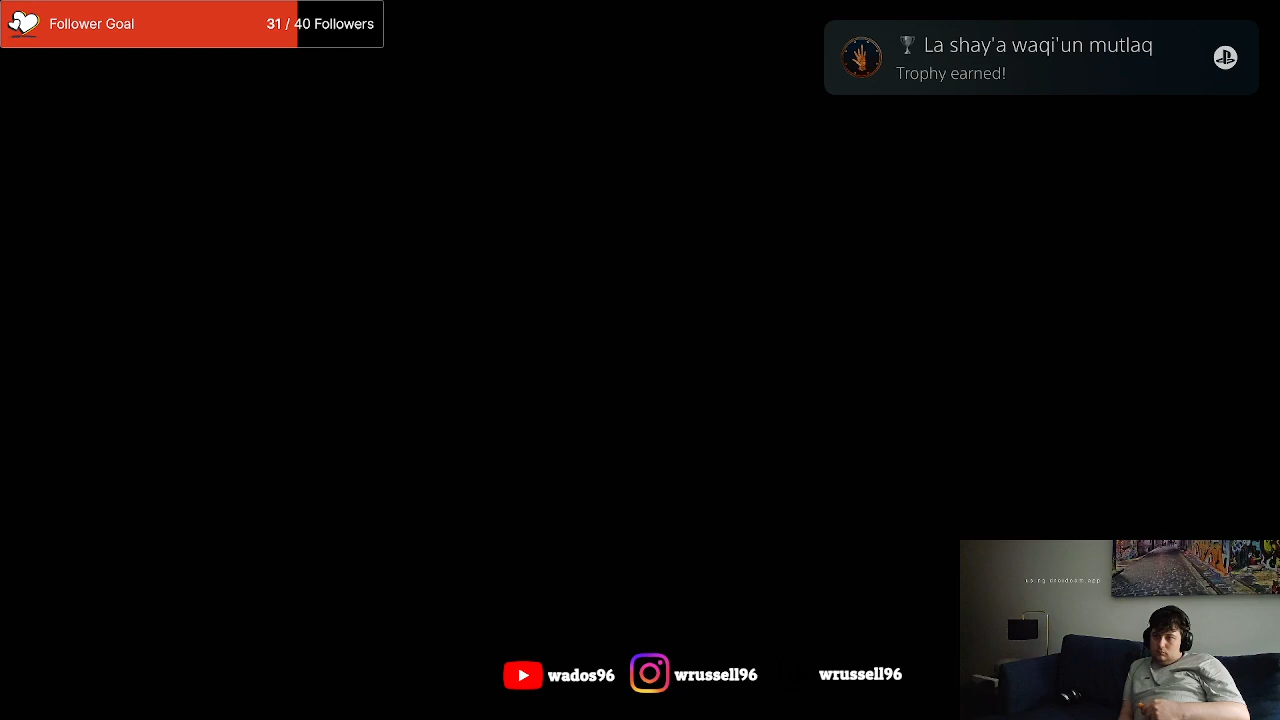 Follower Goal
31 / 40 Followers
La shay'a waqi'un mutlaq
Trophy earned!
wados96
wrussell96
wrussell96